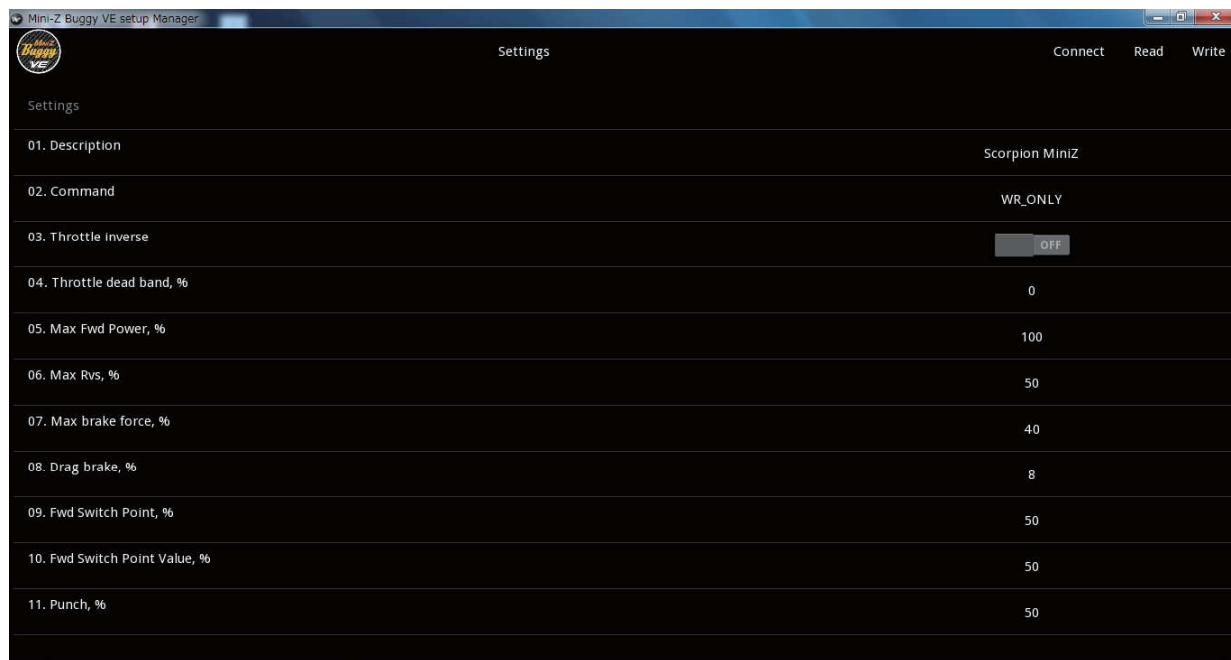 Mini-Z Buggy VE setup Manager
Mini-Z
Buggy
VE
Settings
Connect Read Write
Settings
01. Description
Scorpion MiniZ
02. Command
WR_ONLY
03. Throttle inverse
OFF
04. Throttle dead band, %
0
05. Max Fwd Power, %
100
06. Max Rvs, %
50
07. Max brake force, %
40
08. Drag brake, %
8
09. Fwd Switch Point, %
50
10. Fwd Switch Point Value, %
50
11. Punch, %
50